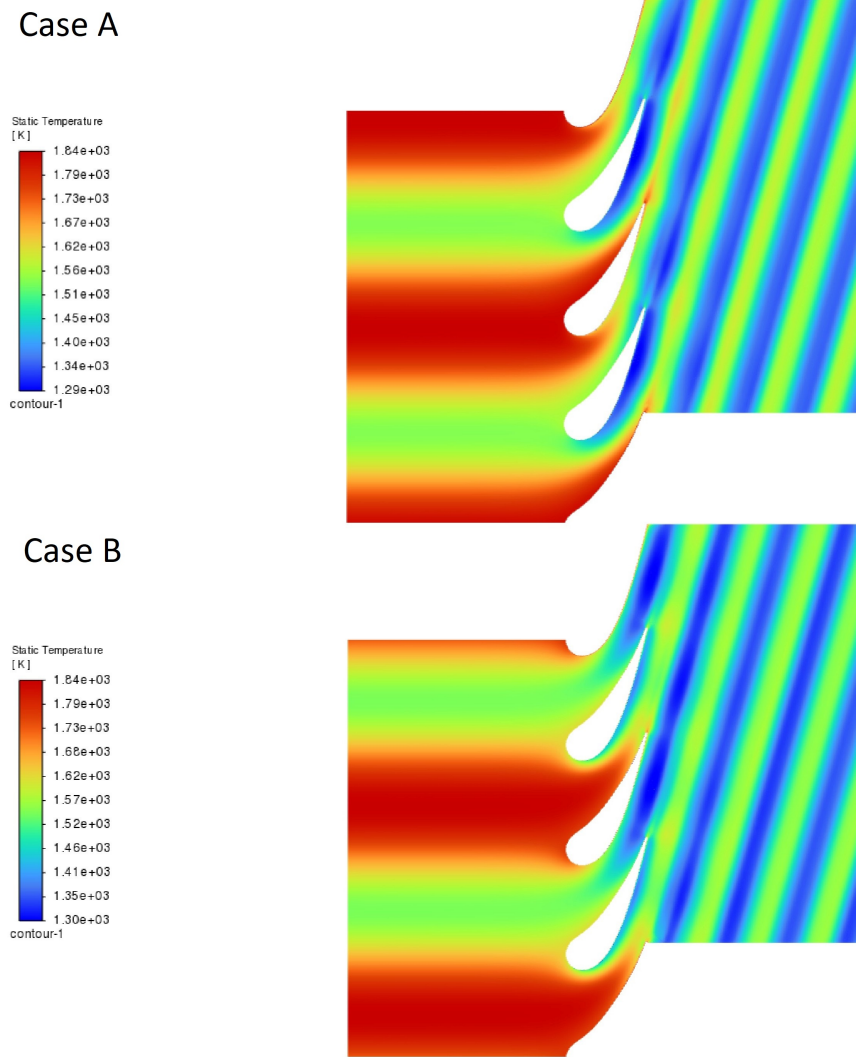 Case A
Static Temperature
[ K ]
1.84e+03
1.79e+03
1.73e+03
1.68e+03
1.62e+03
1.56e+03
1.51e+03
1.45e+03
1.40e+03
1.34e+03
1.29e+03
contour-1
Case B
Static Temperature
[ K ]
1.84e+03
1.79e+03
1.73e+03
1.68e+03
1.62e+03
1.57e+03
1.52e+03
1.46e+03
1.41e+03
1.35e+03
1.30e+03
contour-1